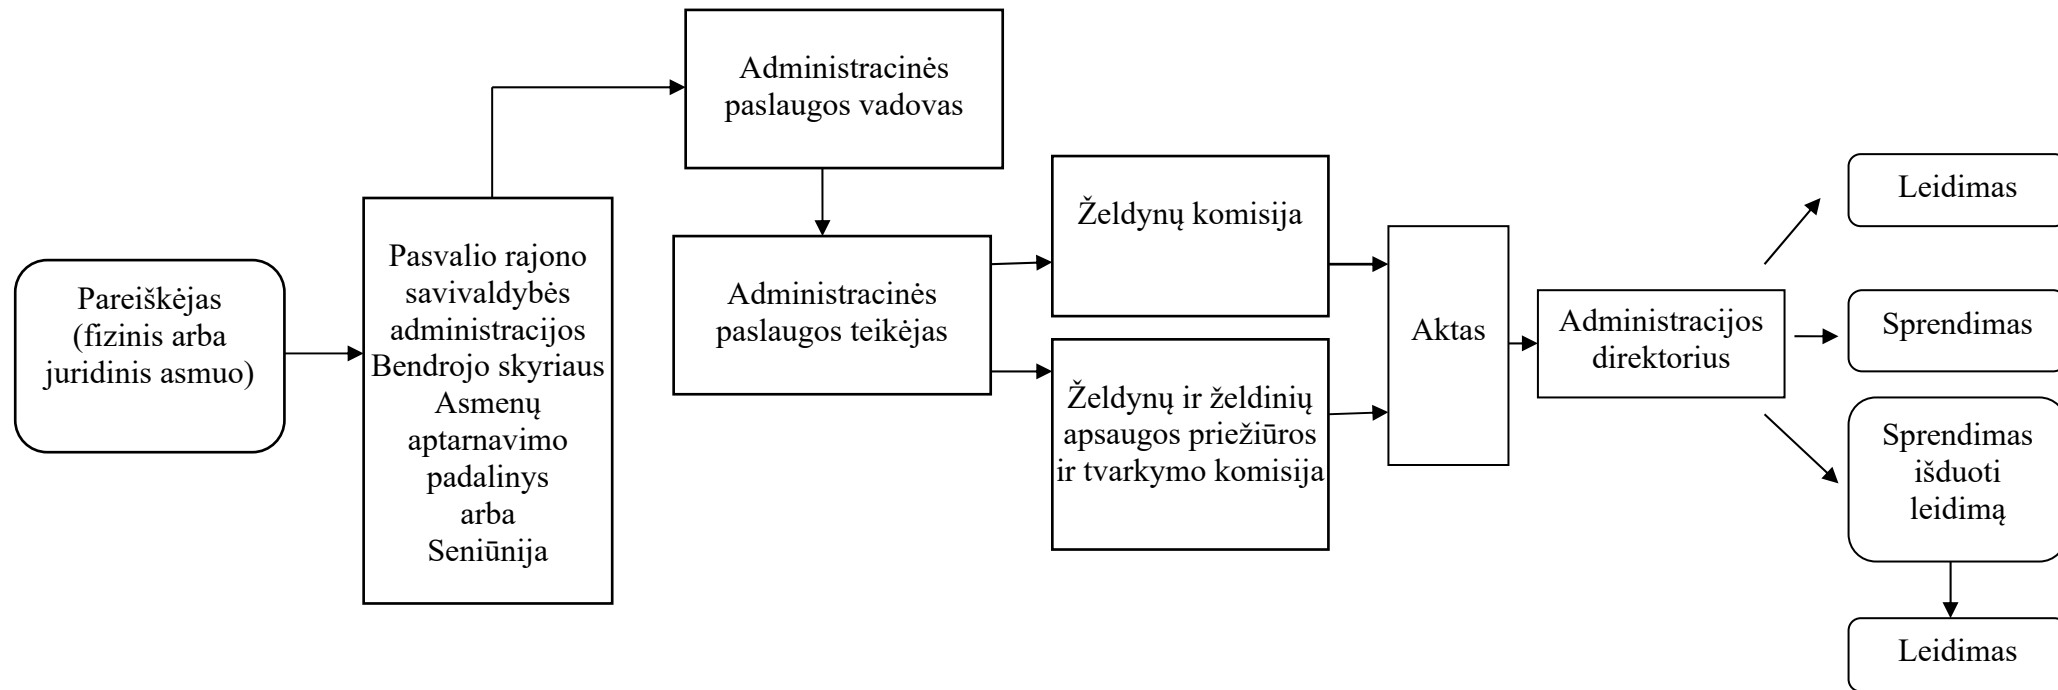 Pareiškėjas
(fizinis arba
juridinis asmuo)
Pasvalio rajono
savivaldybės
administracijos
Bendrojo skyriaus
Asmenų
aptarnavimo
padalinys
arba
Seniūnija
Administracinės
paslaugos vadovas
Administracinės
paslaugos teikėjas
Želdynų komisija
Želdynų ir želdinių
apsaugos priežiūros
ir tvarkymo komisija
Aktas
Administracijos
direktorius
Leidimas
Sprendimas
Sprendimas
išduoti
leidimą
Leidimas